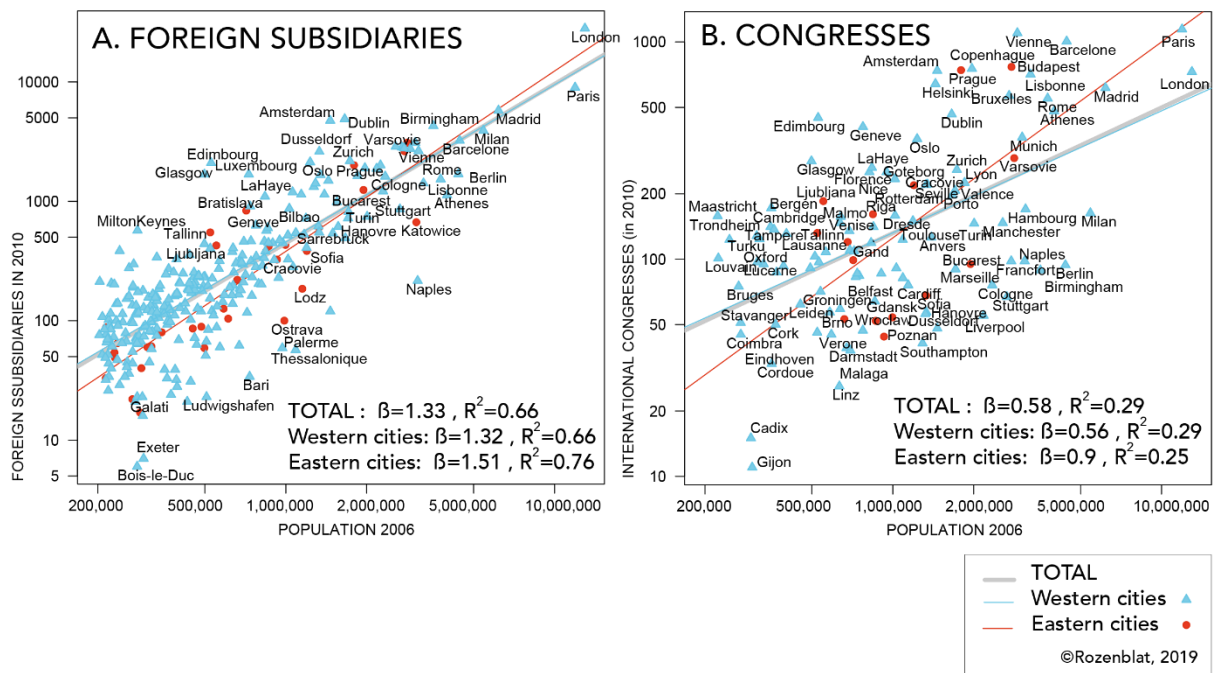 A. FOREIGN SUBSIDIARIES
FOREIGN SSUBSIDIARIES IN 2010
10000
5000
1000
500
100
50
10
5
London
Paris
Amsterdam
Dublin
Birmingham
Madrid
Dusseldorf
Varsovie
Milan
Edimbourg
Zurich
Vienne
Barcelone
Glasgow
Luxembourg
Oslo
Prague
Rome
Berlin
LaHaye
Cologne
Lisbonne
Bratislava
Bucarest
Athenes
MiltonKeynes
Geneve
Bilbao
Turin
Stuttgart
Tallinn
Sarrebruck
Hanovre
Katowice
Ljubljana
Sofia
Cracovie
Naples
Lodz
Ostrava
Palerme
Thessalonique
Bari
Galati
Ludwigshafen
Exeter
Bois-le-Duc
TOTAL : ß=1.33 , R²=0.66
Western cities: ß=1.32 , R²=0.66
Eastern cities: ß=1.51 , R²=0.76
200,000
500,000
1,000,000
2,000,000
5,000,000
10,000,000
POPULATION 2006
B. CONGRESSES
INTERNATIONAL CONGRESSES (in 2010)
1000
500
200
100
50
20
10
Vienne
Barcelone
Paris
Copenhague
Amsterdam
Budapest
Prague
London
Helsinki
Bruxelles
Lisbonne
Madrid
Rome
Edimbourg
Dublin
Athenes
Geneve
Oslo
Munich
LaHaye
Zurich
Varsovie
Glasgow
Goteborg
Lyon
Florence
Cracovie
Ljubljana
Nice
Seville
Valence
Maastricht
Bergen
Rotterdam
Porto
Riga
Malmo
Hambourg
Milan
Trondheim
Cambridge
Venise
Dresde
Manchester
Tampere
Tallinn
Toulouse
Turin
Turku
Lausanne
Anvers
Oxford
Gand
Bucarest
Naples
Louvain
Lucerne
Marseille
Francfort
Berlin
Bruges
Belfast
Cardiff
Cologne
Birmingham
Groningen
Gdansk
Sofia
Stuttgart
Stavanger
Leiden
Brno
Wroclaw
Dusseldorf
Hanovre
Liverpool
Coimbra
Cork
Verone
Poznan
Southampton
Eindhoven
Darmstadt
Cordoue
Malaga
Linz
Cadix
Gijon
TOTAL : ß=0.58 , R²=0.29
Western cities: ß=0.56 , R²=0.29
Eastern cities: ß=0.9 , R²=0.25
200,000
500,000
1,000,000
2,000,000
5,000,000
10,000,000
POPULATION 2006
TOTAL
Western cities
Eastern cities
©Rozenblat, 2019